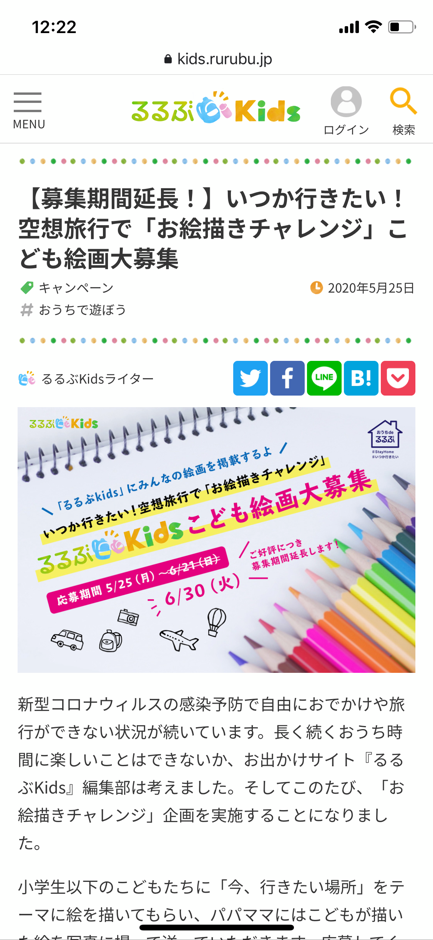 12:22
kids.rurubu.jp
MENU
るるぶKids
ログイン
検索
【募集期間延長！】いつか行きたい！
空想旅行で「お絵描きチャレンジ」こ
ども絵画大募集
キャンペーン
2020年5月25日
# おうちで遊ぼう
るるぶKidsライター
LINE
B!
るるぶKids
おうちde
るるぶ
#StayHome
#いつか行きたい
「るるぶkids」にみんなの絵画を掲載するよ
いつか行きたい！空想旅行で「お絵描きチャレンジ」
るるぶKidsこども絵画大募集
応募期間 5/25（月）〜6/21（日）
6/30（火）
ご好評につき
募集期間延長します！
新型コロナウィルスの感染予防で自由におでかけや旅
行ができない状況が続いています。長く続くおうち時
間に楽しいことはできないか、お出かけサイト『るる
ぶKids』編集部は考えました。そしてこのたび、「お
絵描きチャレンジ」企画を実施することになりまし
た。
小学生以下のこどもたちに「今、行きたい場所」をテ
ーマに絵を描いてもらい、パパママにはこどもが描い